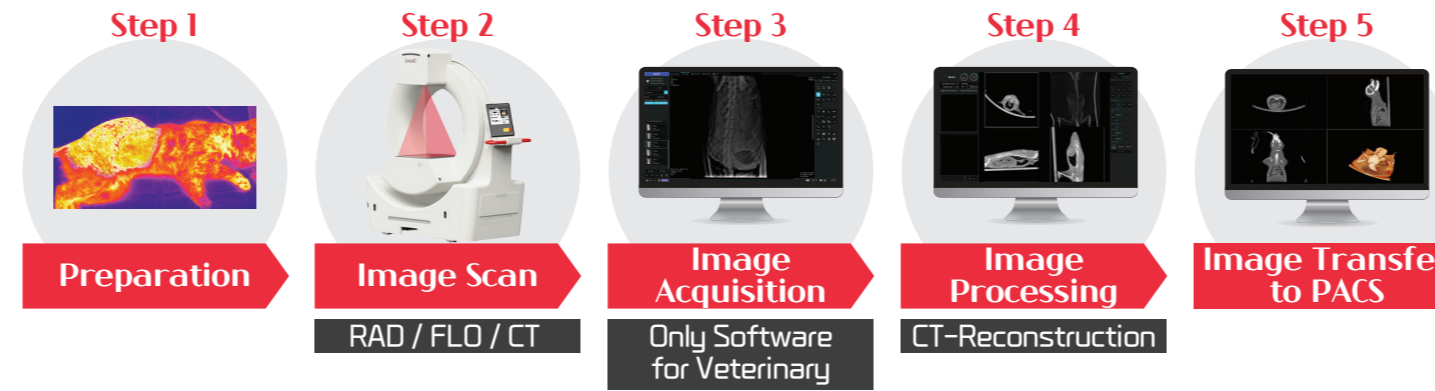 Step 1
Step 2
Step 3
Step 4
Step 5
Preparation
Image Scan
Image
Acquisition
Image
Processing
Image Transfe
to PACS
RAD / FLO / CT
Only Software
for Veterinary
CT-Reconstruction